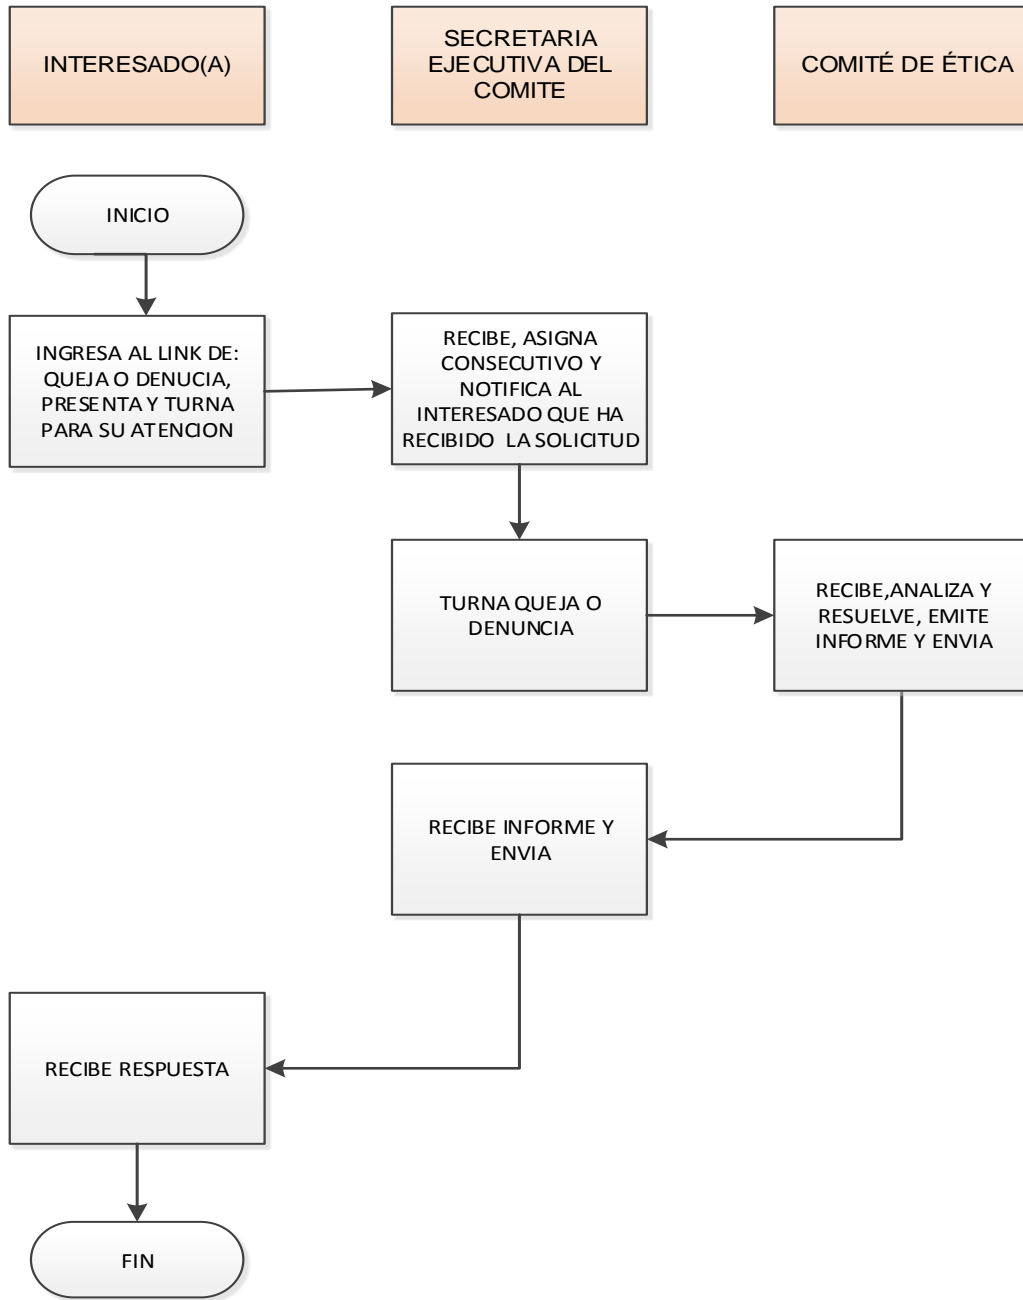 INTERESADO(A)
SECRETARIA
EJECUTIVA DEL
COMITE
COMITÉ DE ÉTICA
INICIO
INGRESA AL LINK DE:
QUEJA O DENUCIA,
PRESENTA Y TURNA
PARA SU ATENCION
RECIBE, ASIGNA
CONSECUTIVO Y
NOTIFICA AL
INTERESADO QUE HA
RECIBIDO LA SOLICITUD
TURNA QUEJA O
DENUNCIA
RECIBE,ANALIZA Y
RESUELVE, EMITE
INFORME Y ENVIA
RECIBE INFORME Y
ENVIA
RECIBE RESPUESTA
FIN